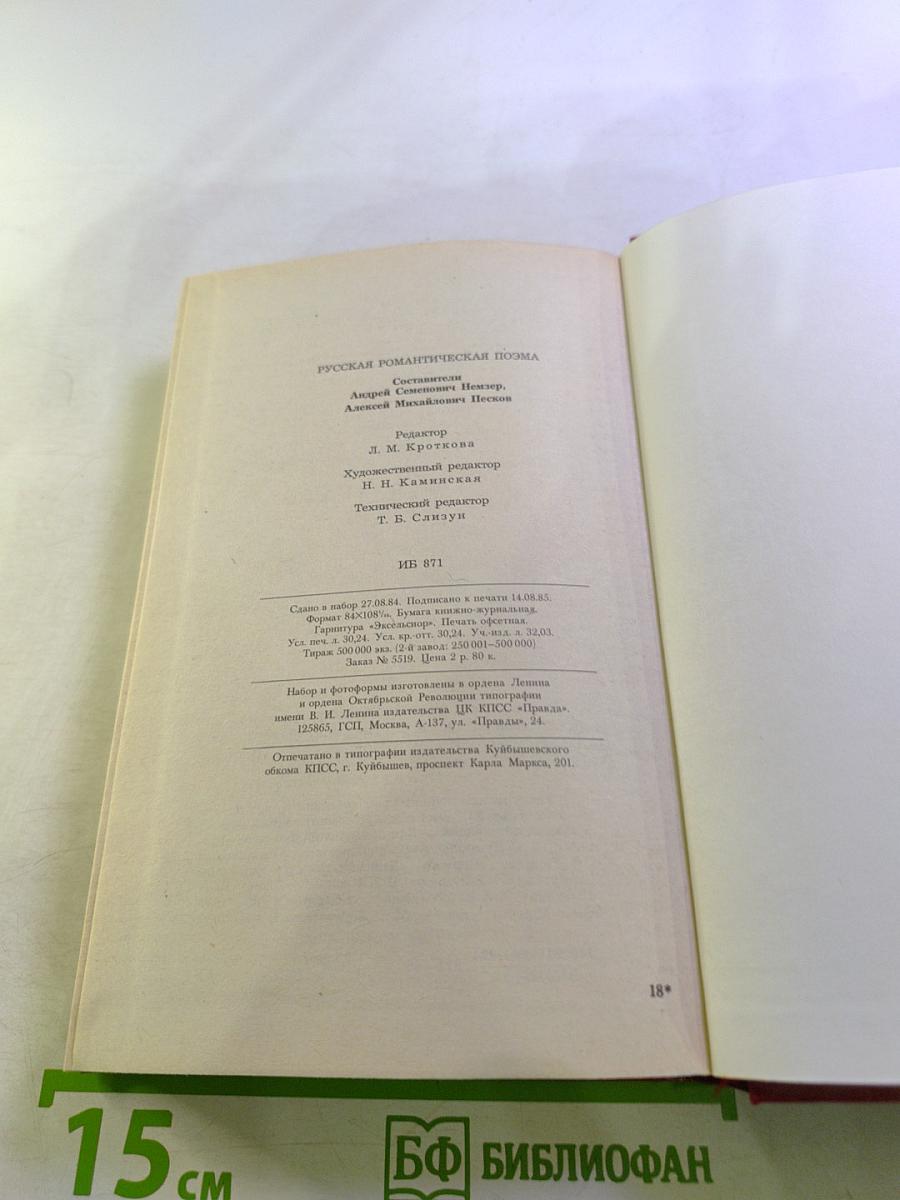 РУССКАЯ РОМАНТИЧЕСКАЯ ПОЭМА
Составители
Андрей Семенович Немзер,
Алексей Михайлович Песков
Редактор
Л. М. Кроткова
Художественный редактор
Н. Н. Каминская
Технический редактор
Т. Б. Слизун
ИБ 871
Сдано в набор 27.08.84. Подписано к печати 14.08.85.
Формат 84×108¹/₃₂. Бумага книжно-журнальная.
Гарнитура «Эксельсиор». Печать офсетная.
Усл. печ. л. 30,24. Усл. кр.-отт. 30,24. Уч.-изд. л. 32,03.
Тираж 500 000 экз. (2-й завод: 250 001—500 000)
Заказ № 5519. Цена 2 р. 80 к.
Набор и фотоформы изготовлены в ордена Ленина
и ордена Октябрьской Революции типографии
имени В. И. Ленина издательства ЦК КПСС «Правда».
125865, ГСП, Москва, А-137, ул. «Правды», 24.
Отпечатано в типографии издательства Куйбышевского
обкома КПСС, г. Куйбышев, проспект Карла Маркса, 201.
18*
15 см
БФ БИБЛИОФАН